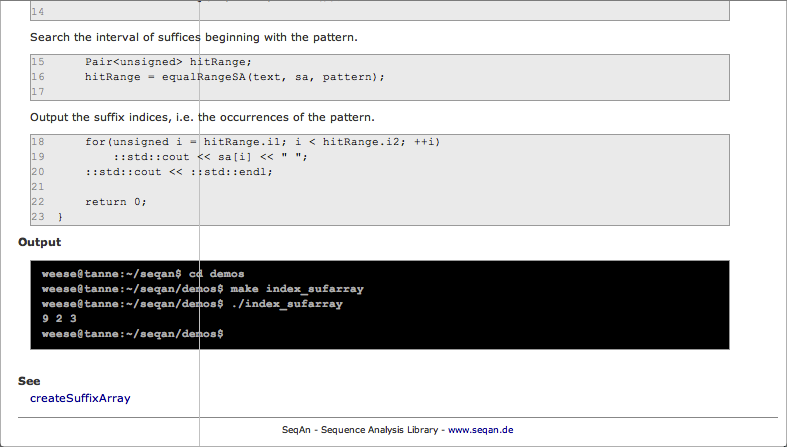 14
Search the interval of suffices beginning with the pattern.
15 Pair<unsigned> hitRange;
16 hitRange = equalRangeSA(text, sa, pattern);
17
Output the suffix indices, i.e. the occurrences of the pattern.
18 for(unsigned i = hitRange.i1; i < hitRange.i2; ++i)
19 ::std::cout << sa[i] << " ";
20 ::std::cout << ::std::endl;
21
22 return 0;
23 }
Output
weese@tanne:~/seqan$ cd demos
weese@tanne:~/seqan/demos$ make index_sufarray
weese@tanne:~/seqan/demos$ ./index_sufarray
9 2 3
weese@tanne:~/seqan/demos$
See
createSuffixArray
SeqAn - Sequence Analysis Library - www.seqan.de